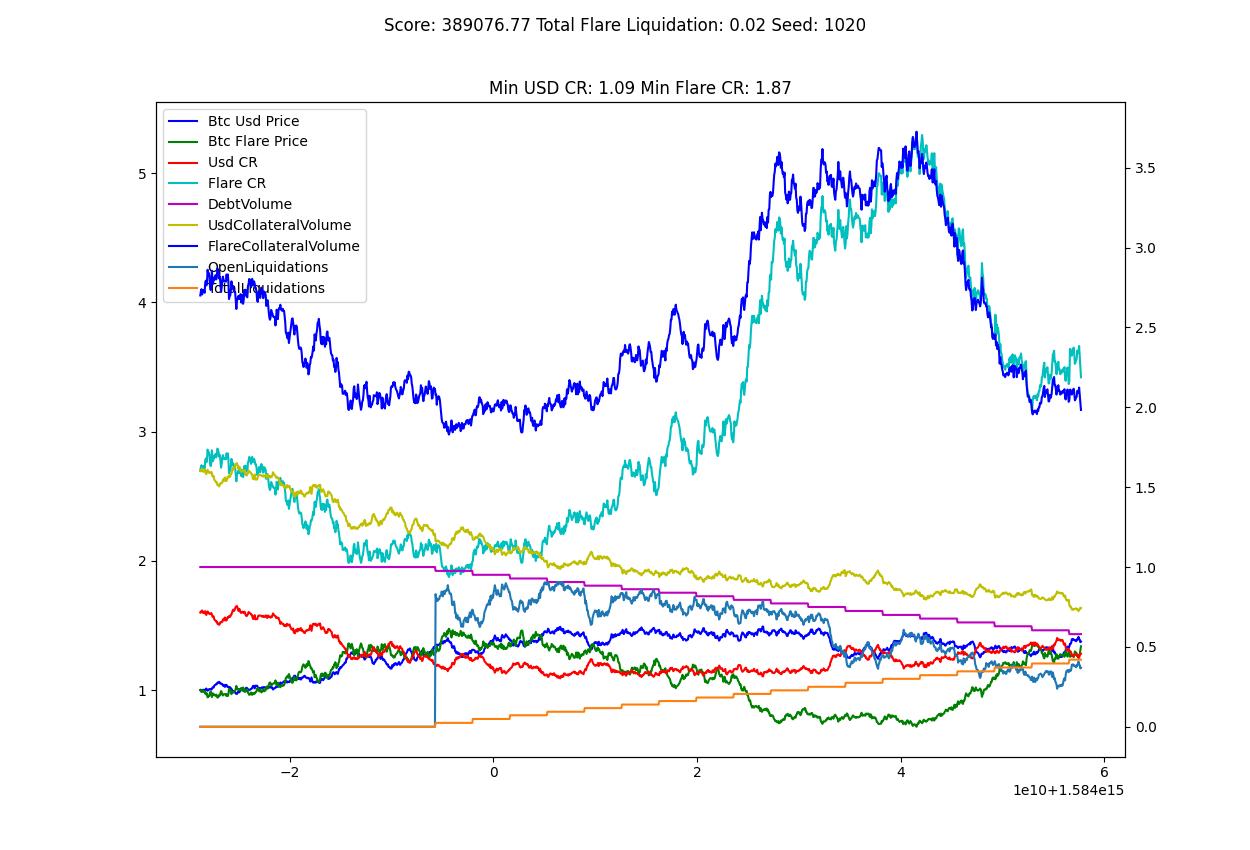 Score: 389076.77 Total Flare Liquidation: 0.02 Seed: 1020
Min USD CR: 1.09 Min Flare CR: 1.87
Btc Usd Price
Btc Flare Price
Usd CR
Flare CR
DebtVolume
UsdCollateralVolume
FlareCollateralVolume
OpenLiquidations
TotalLiquidations
5
4
3
2
1
3.5
3.0
2.5
2.0
1.5
1.0
0.5
0.0
−2
0
2
4
6
1e10+1.584e15